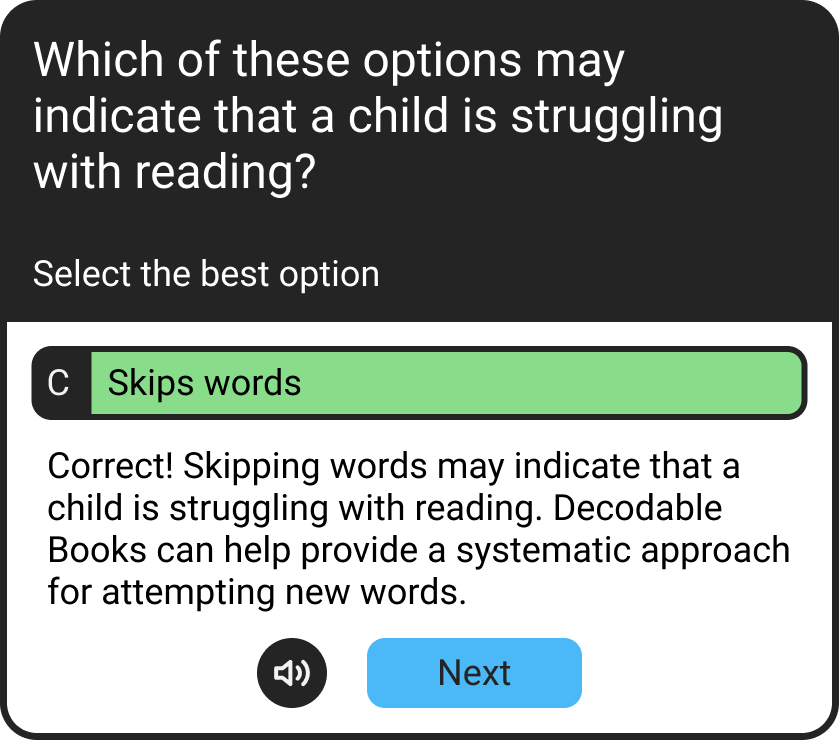 Which of these options may
indicate that a child is struggling
with reading?
Select the best option
C Skips words
Correct! Skipping words may indicate that a
child is struggling with reading. Decodable
Books can help provide a systematic approach
for attempting new words.
Next